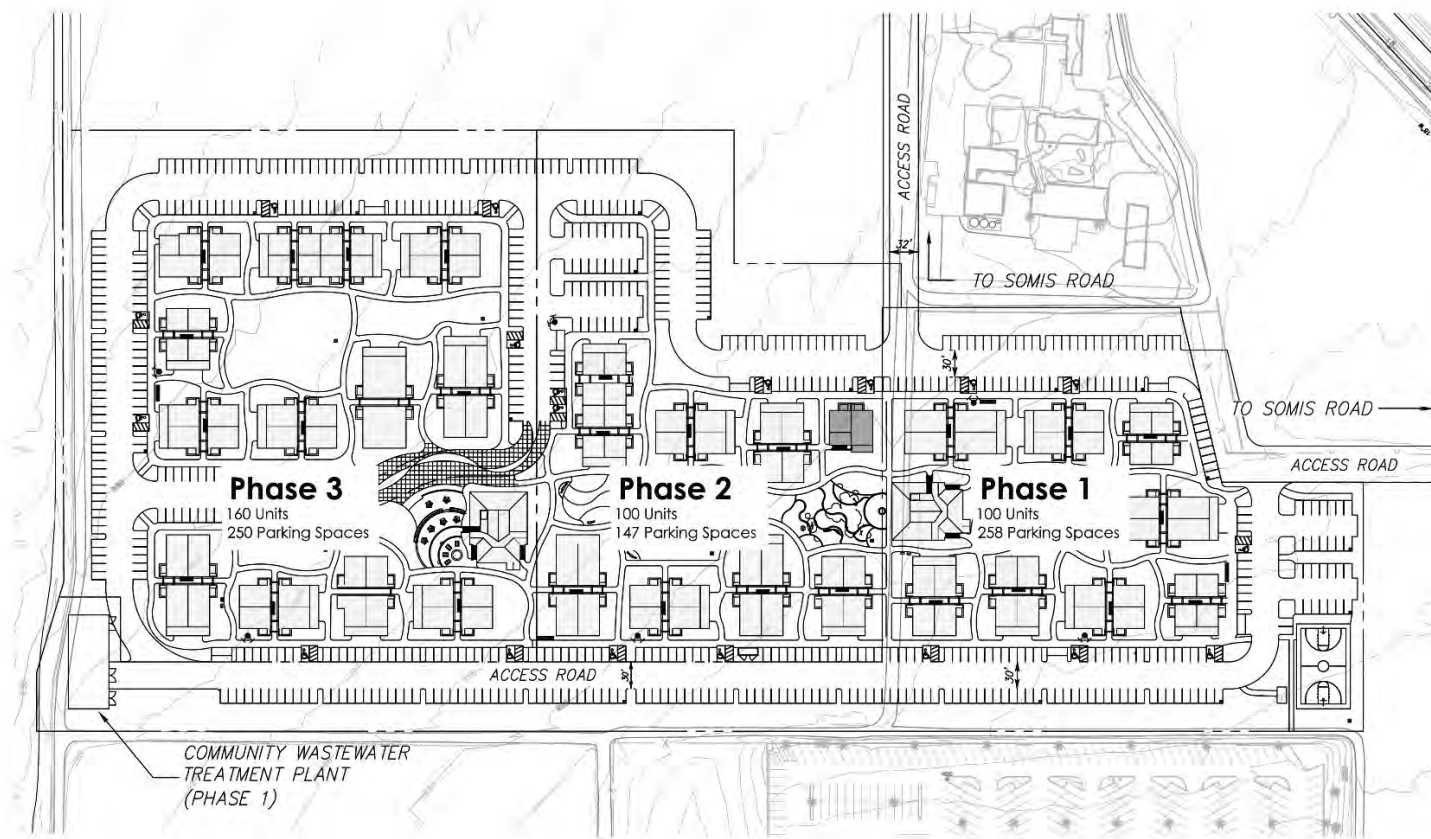 ACCESS ROAD
32'
TO SOMIS ROAD
30'
TO SOMIS ROAD
ACCESS ROAD
Phase 3
160 Units
250 Parking Spaces
Phase 2
100 Units
147 Parking Spaces
Phase 1
100 Units
258 Parking Spaces
ACCESS ROAD
30'
30'
COMMUNITY WASTEWATER
TREATMENT PLANT
(PHASE 1)